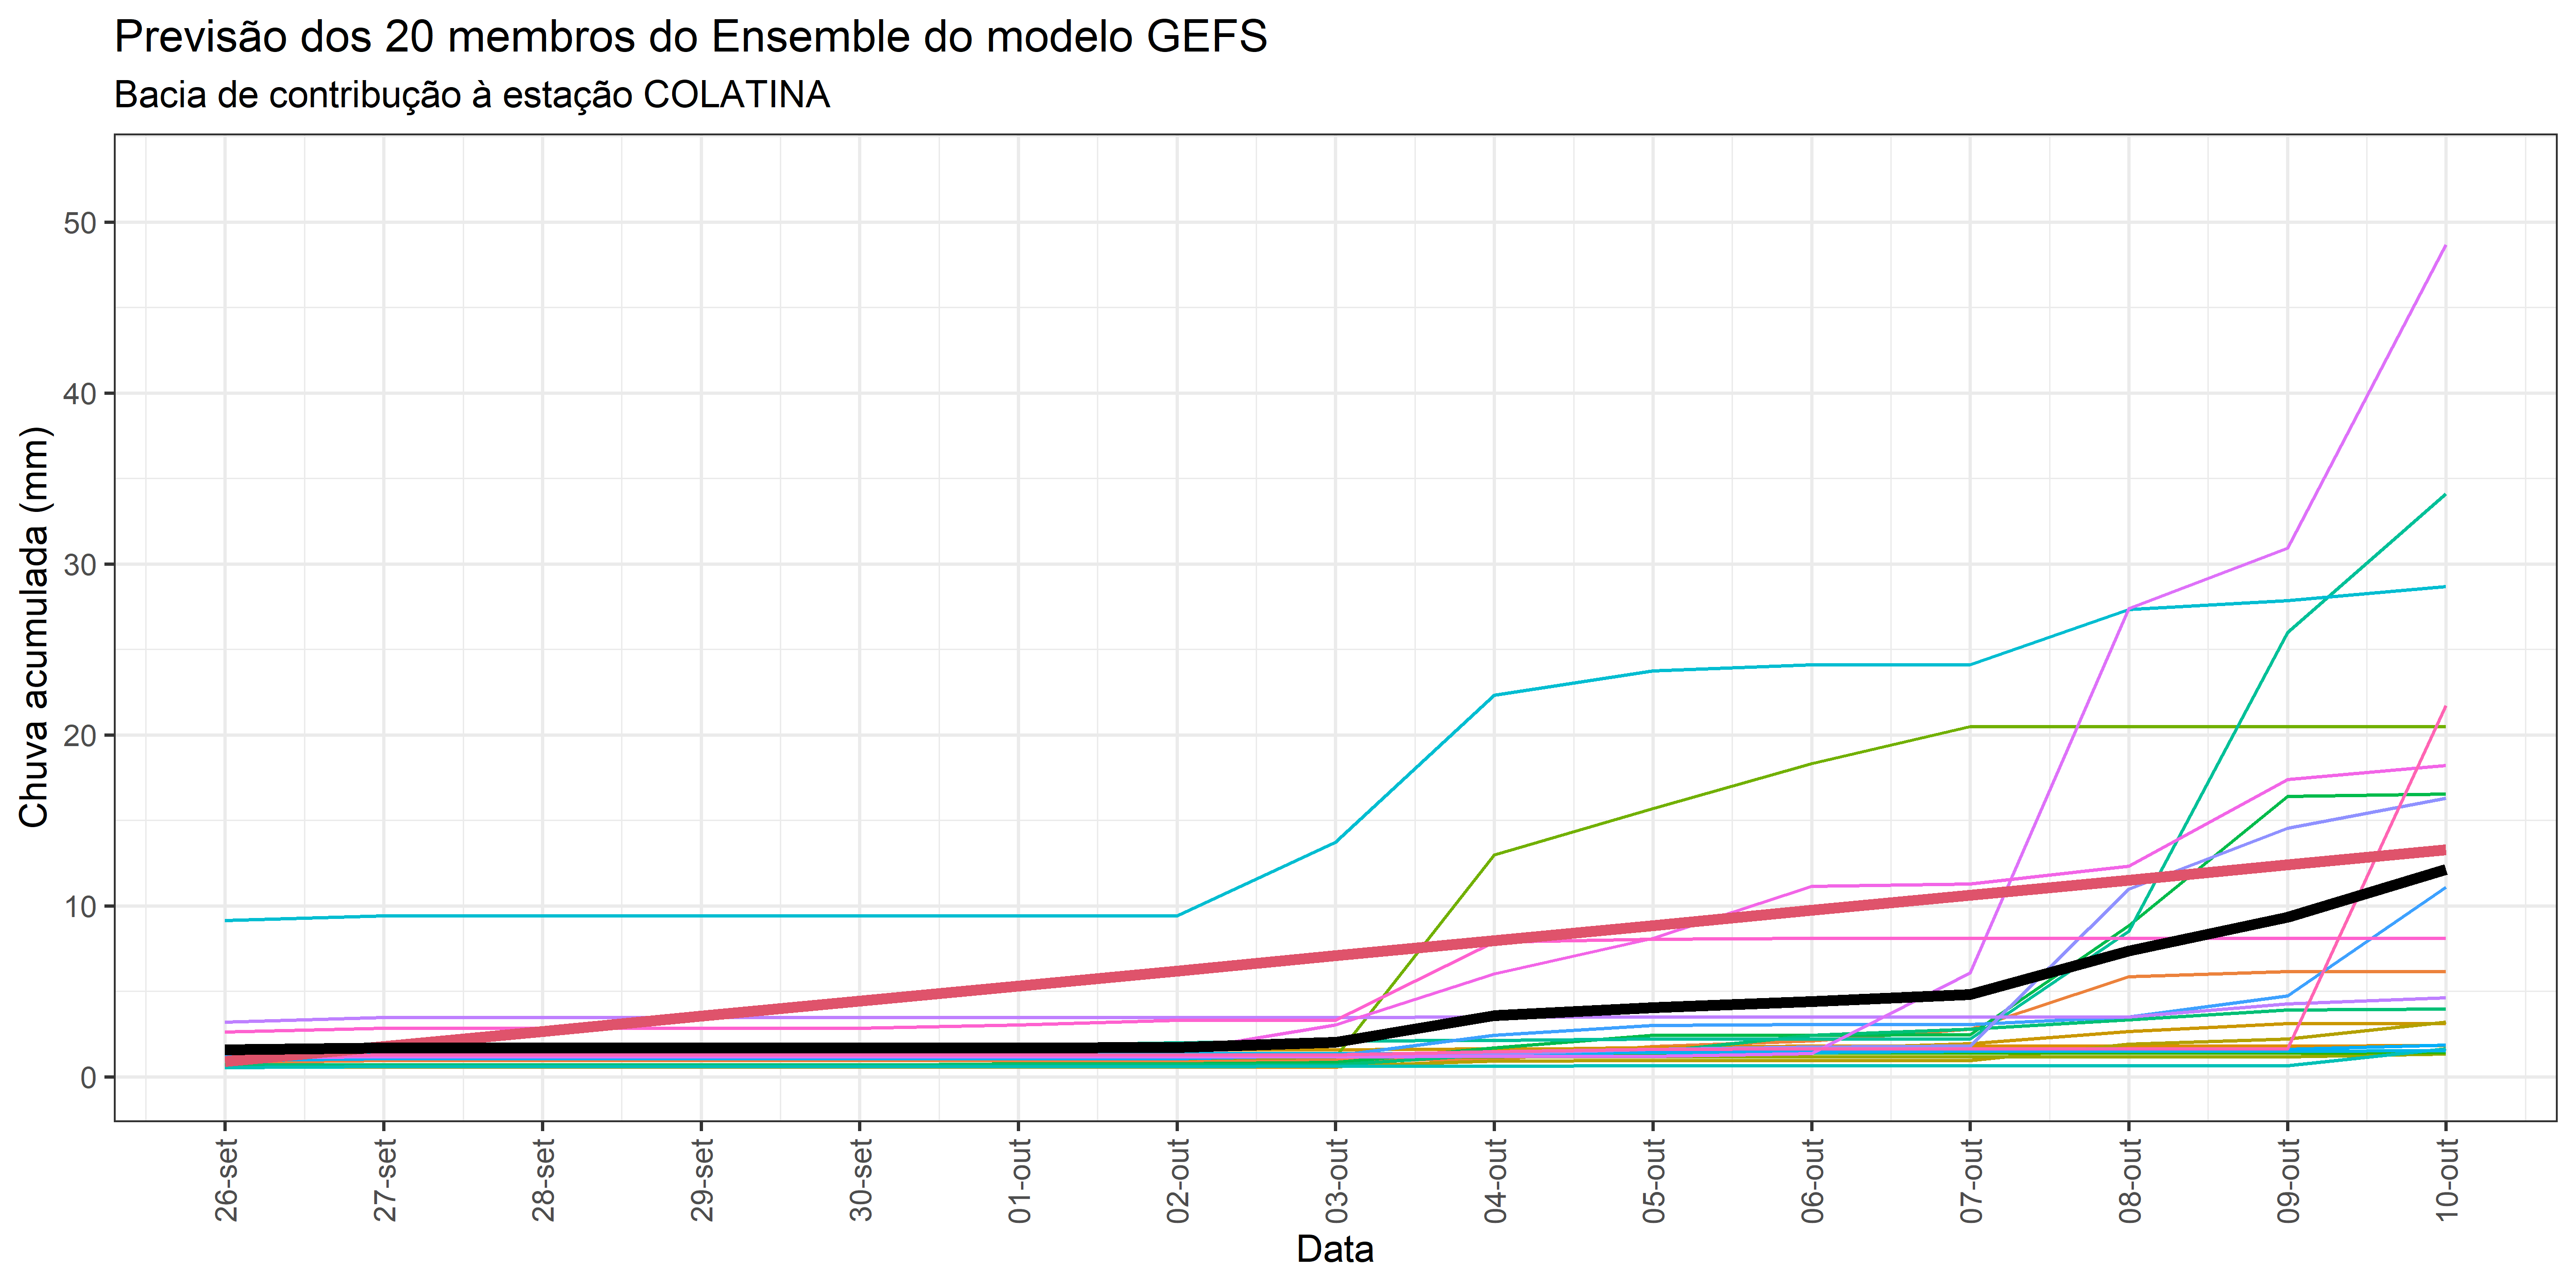 Previsão dos 20 membros do Ensemble do modelo GEFS
Bacia de contribução à estação COLATINA
Chuva acumulada (mm)
50
40
30
20
10
0
26-set
27-set
28-set
29-set
30-set
01-out
02-out
03-out
04-out
05-out
06-out
07-out
08-out
09-out
10-out
Data